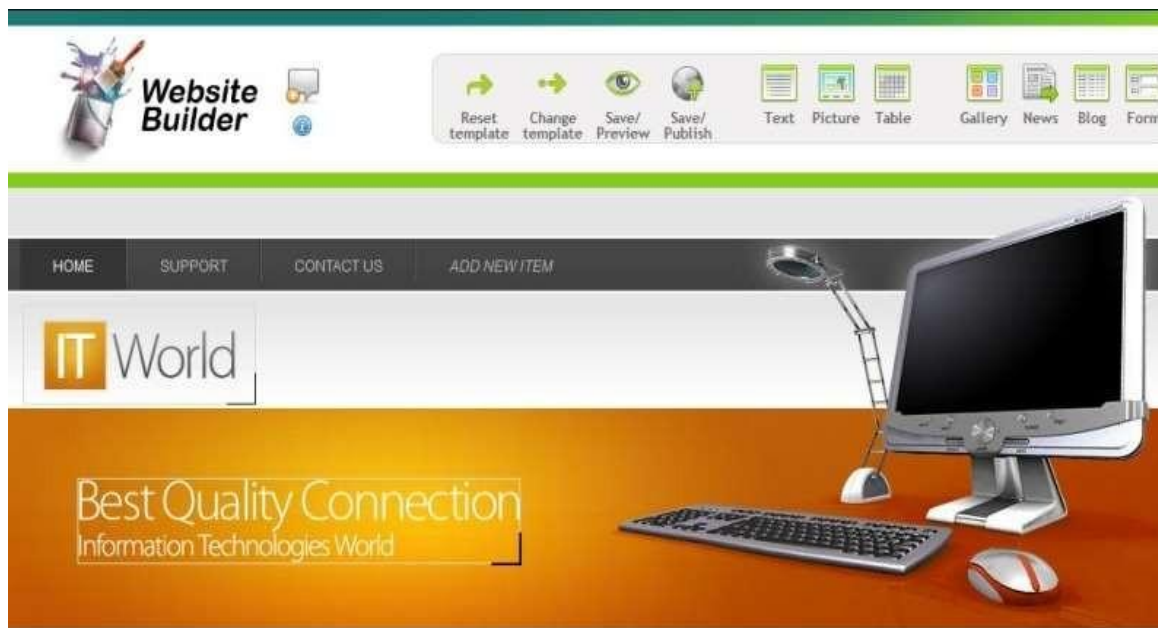 Website
Builder
Reset
template
Change
template
Save/
Preview
Save/
Publish
Text
Picture
Table
Gallery
News
Blog
Form
HOME
SUPPORT
CONTACT US
ADD NEW ITEM
IT World
Best Quality Connection
Information Technologies World